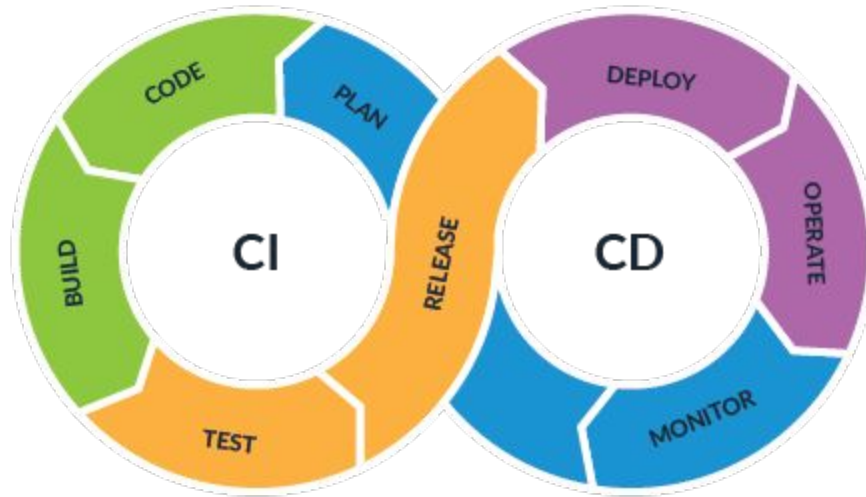 CODE
PLAN
BUILD
CI
TEST
RELEASE
DEPLOY
OPERATE
CD
MONITOR